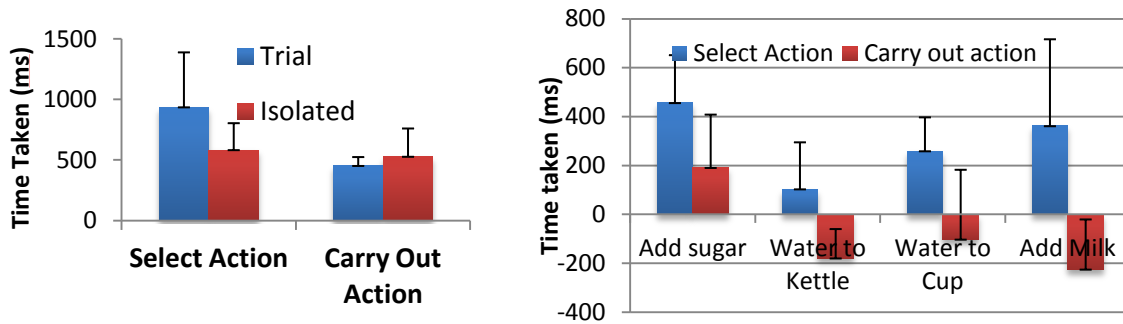 Time Taken (ms)
1500
1000
500
0
Trial
Isolated
Select Action
Carry Out
Action
Time taken (ms)
800
600
400
200
0
-200
-400
Select Action
Carry out action
Add sugar
Water to
Kettle
Water to
Cup
Add Milk